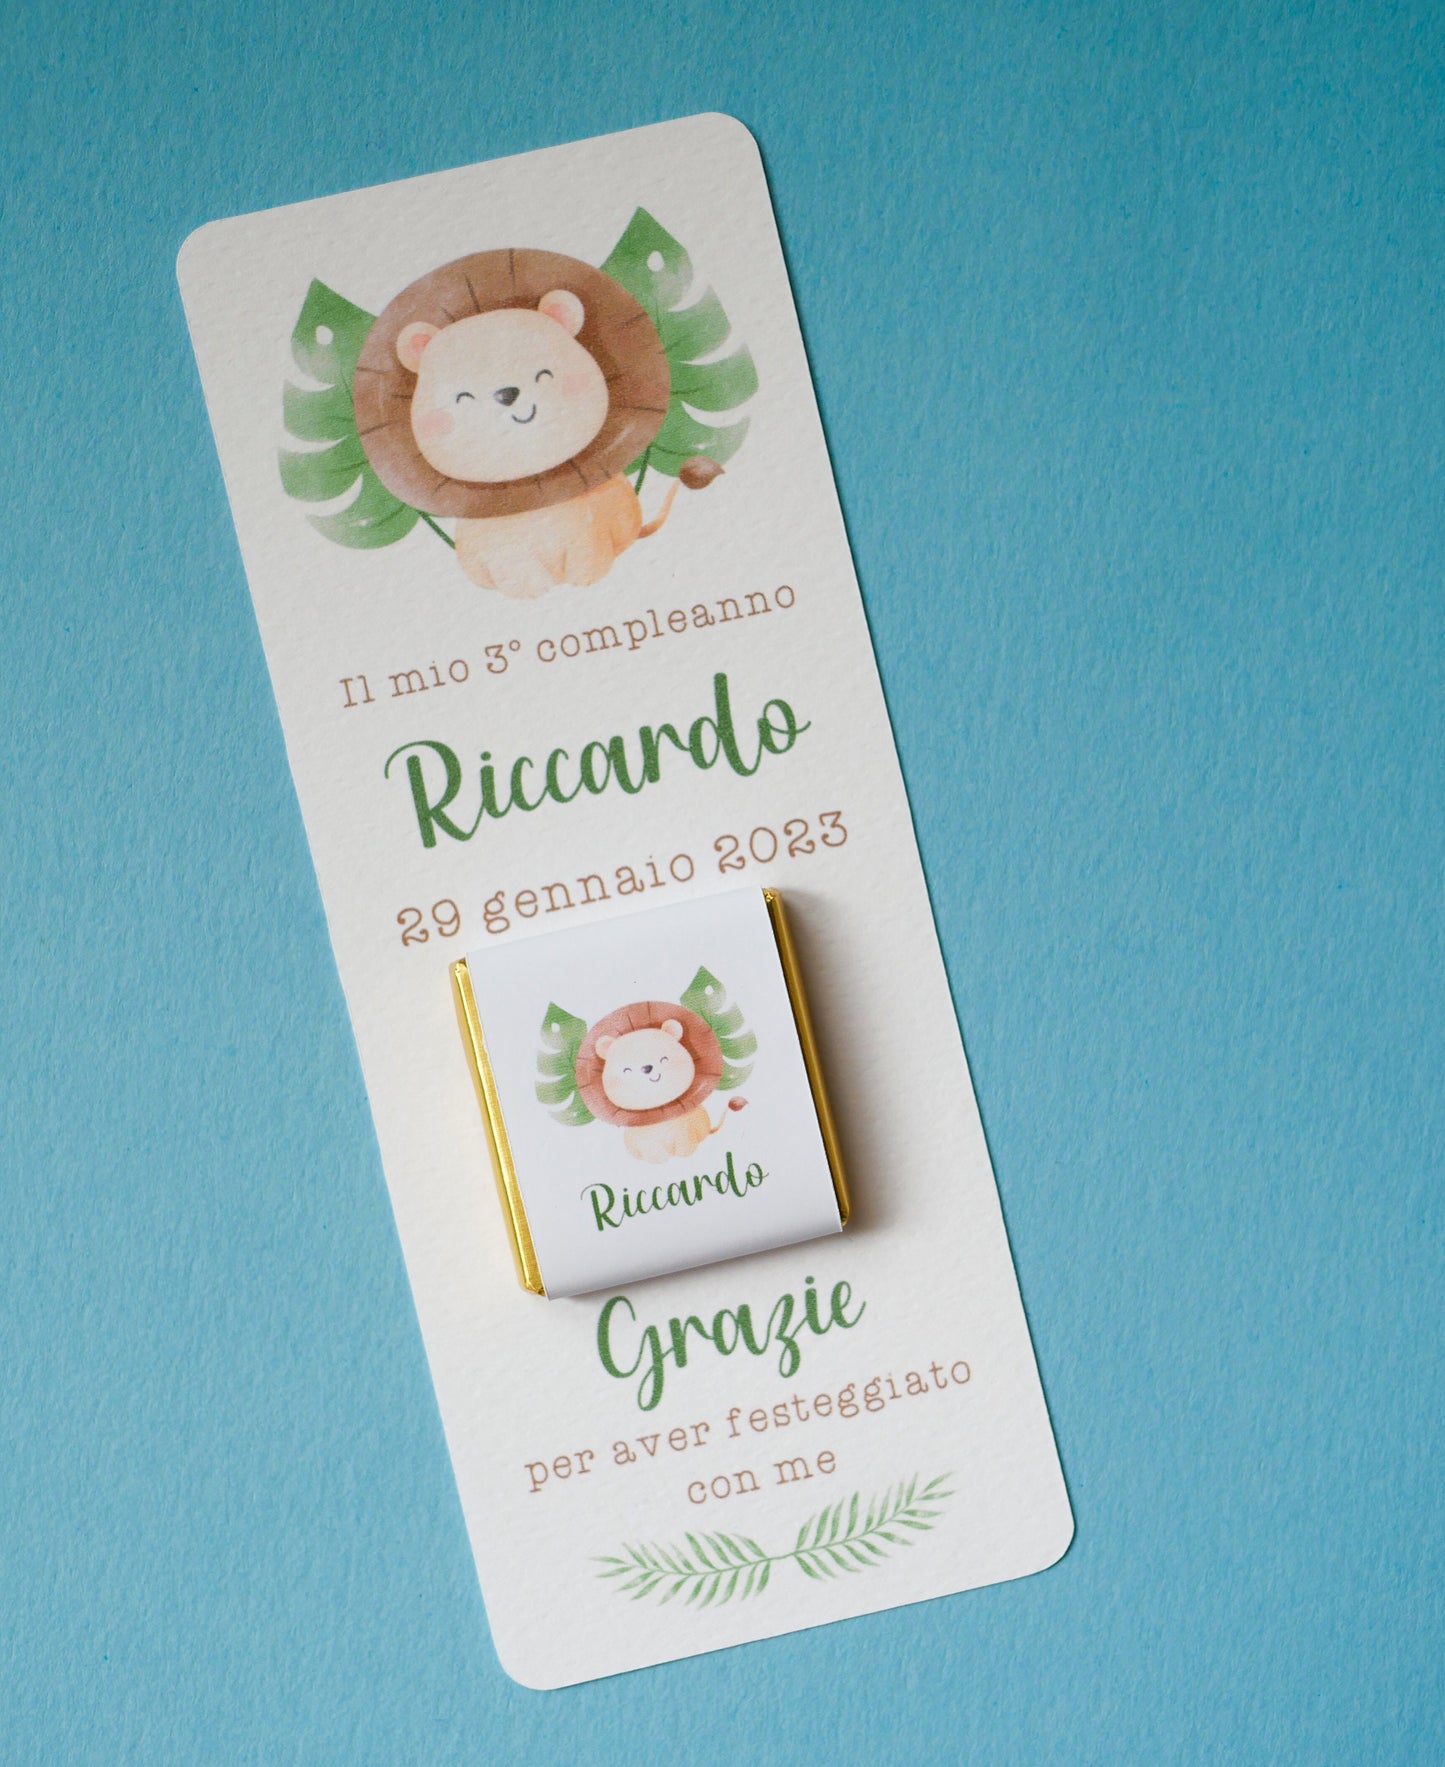 Il mio 3° compleanno
Riccardo
29 gennaio 2023
Riccardo
Grazie
per aver festeggiato
con me